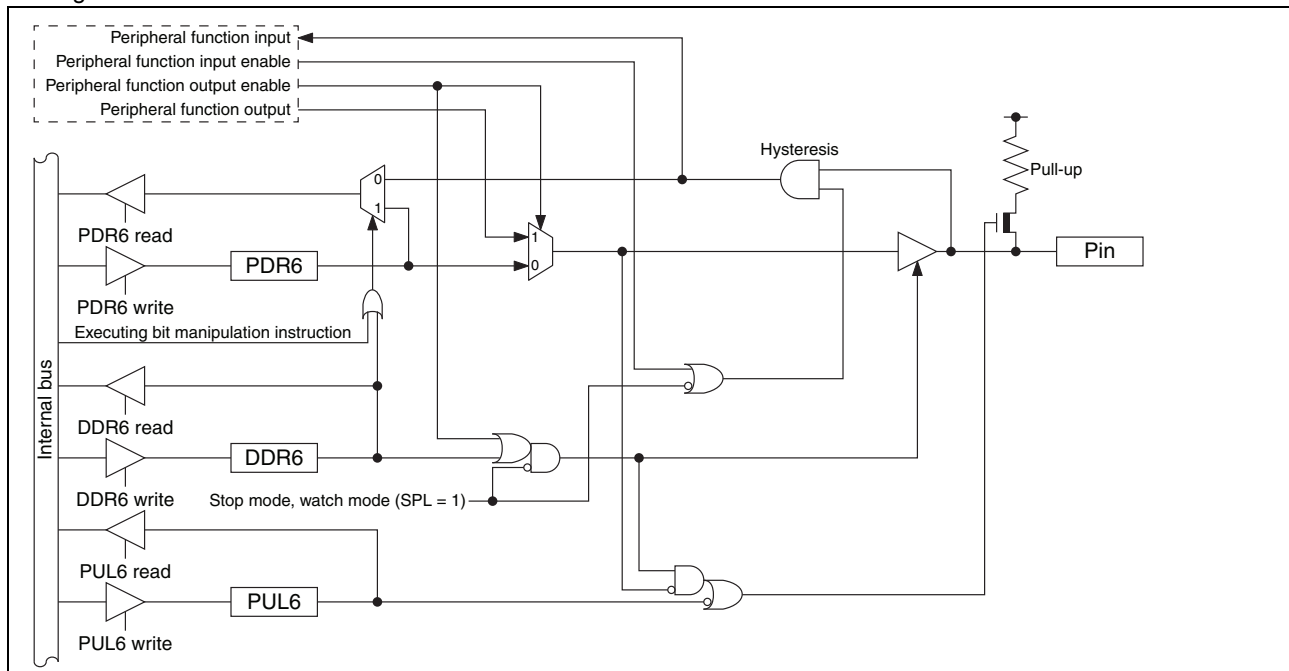 Peripheral function input
Peripheral function input enable
Peripheral function output enable
Peripheral function output
Hysteresis
Pull-up
0
1
PDR6 read
1
0
Pin
PDR6
PDR6 write
Executing bit manipulation instruction
Internal bus
DDR6 read
DDR6
DDR6 write
Stop mode, watch mode (SPL = 1)
PUL6 read
PUL6
PUL6 write